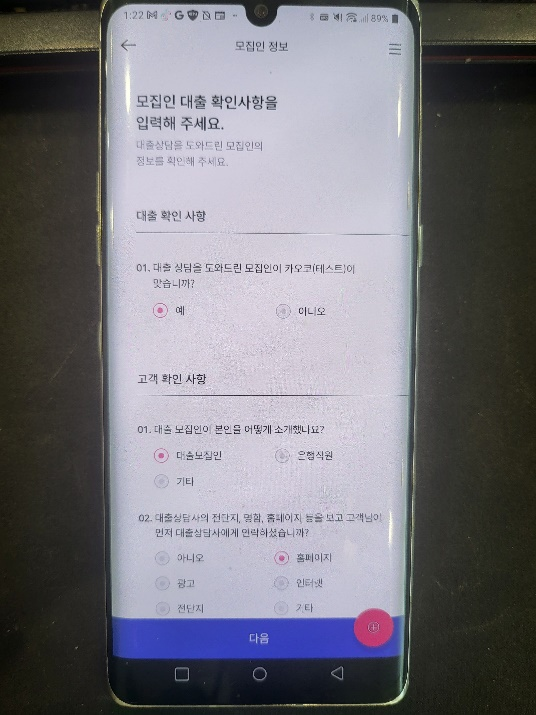 1:22 89%
모집인 정보
모집인 대출 확인사항을
입력해 주세요.
대출상담을 도와드린 모집인의
정보를 확인해 주세요.
대출 확인 사항
01. 대출 상담을 도와드린 모집인이 카오코(테스트)이
맞습니까?
예 아니오
고객 확인 사항
01. 대출 모집인이 본인을 어떻게 소개했나요?
대출모집인 은행직원
기타
02. 대출상담사의 전단지, 명함, 홈페이지 등을 보고 고객님이
먼저 대출상담사에게 연락하셨습니까?
아니오 홈페이지
광고 인터넷
전단지 기타
다음